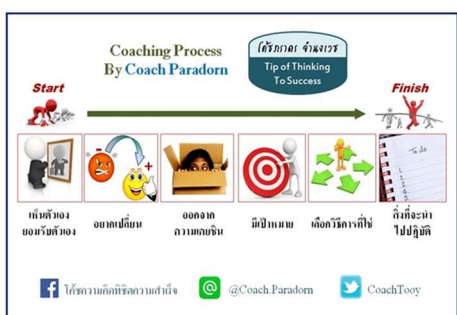 Coaching Process
By Coach Paradorn
โค้ชภราดร จำนงเวช
Tip of Thinking
To Success
Start
Finish
To do
1.
2.
3.
4.
เห็นตัวเอง
ยอมรับตัวเอง
อยากเปลี่ยน
ออกจาก
ความเคยชิน
มีเป้าหมาย
เลือกวิธีการที่ใช่
สิ่งที่จะนำ
ไปปฏิบัติ
โค้ชความคิดพิชิตความสำเร็จ
@Coach.Paradorn
CoachTooy